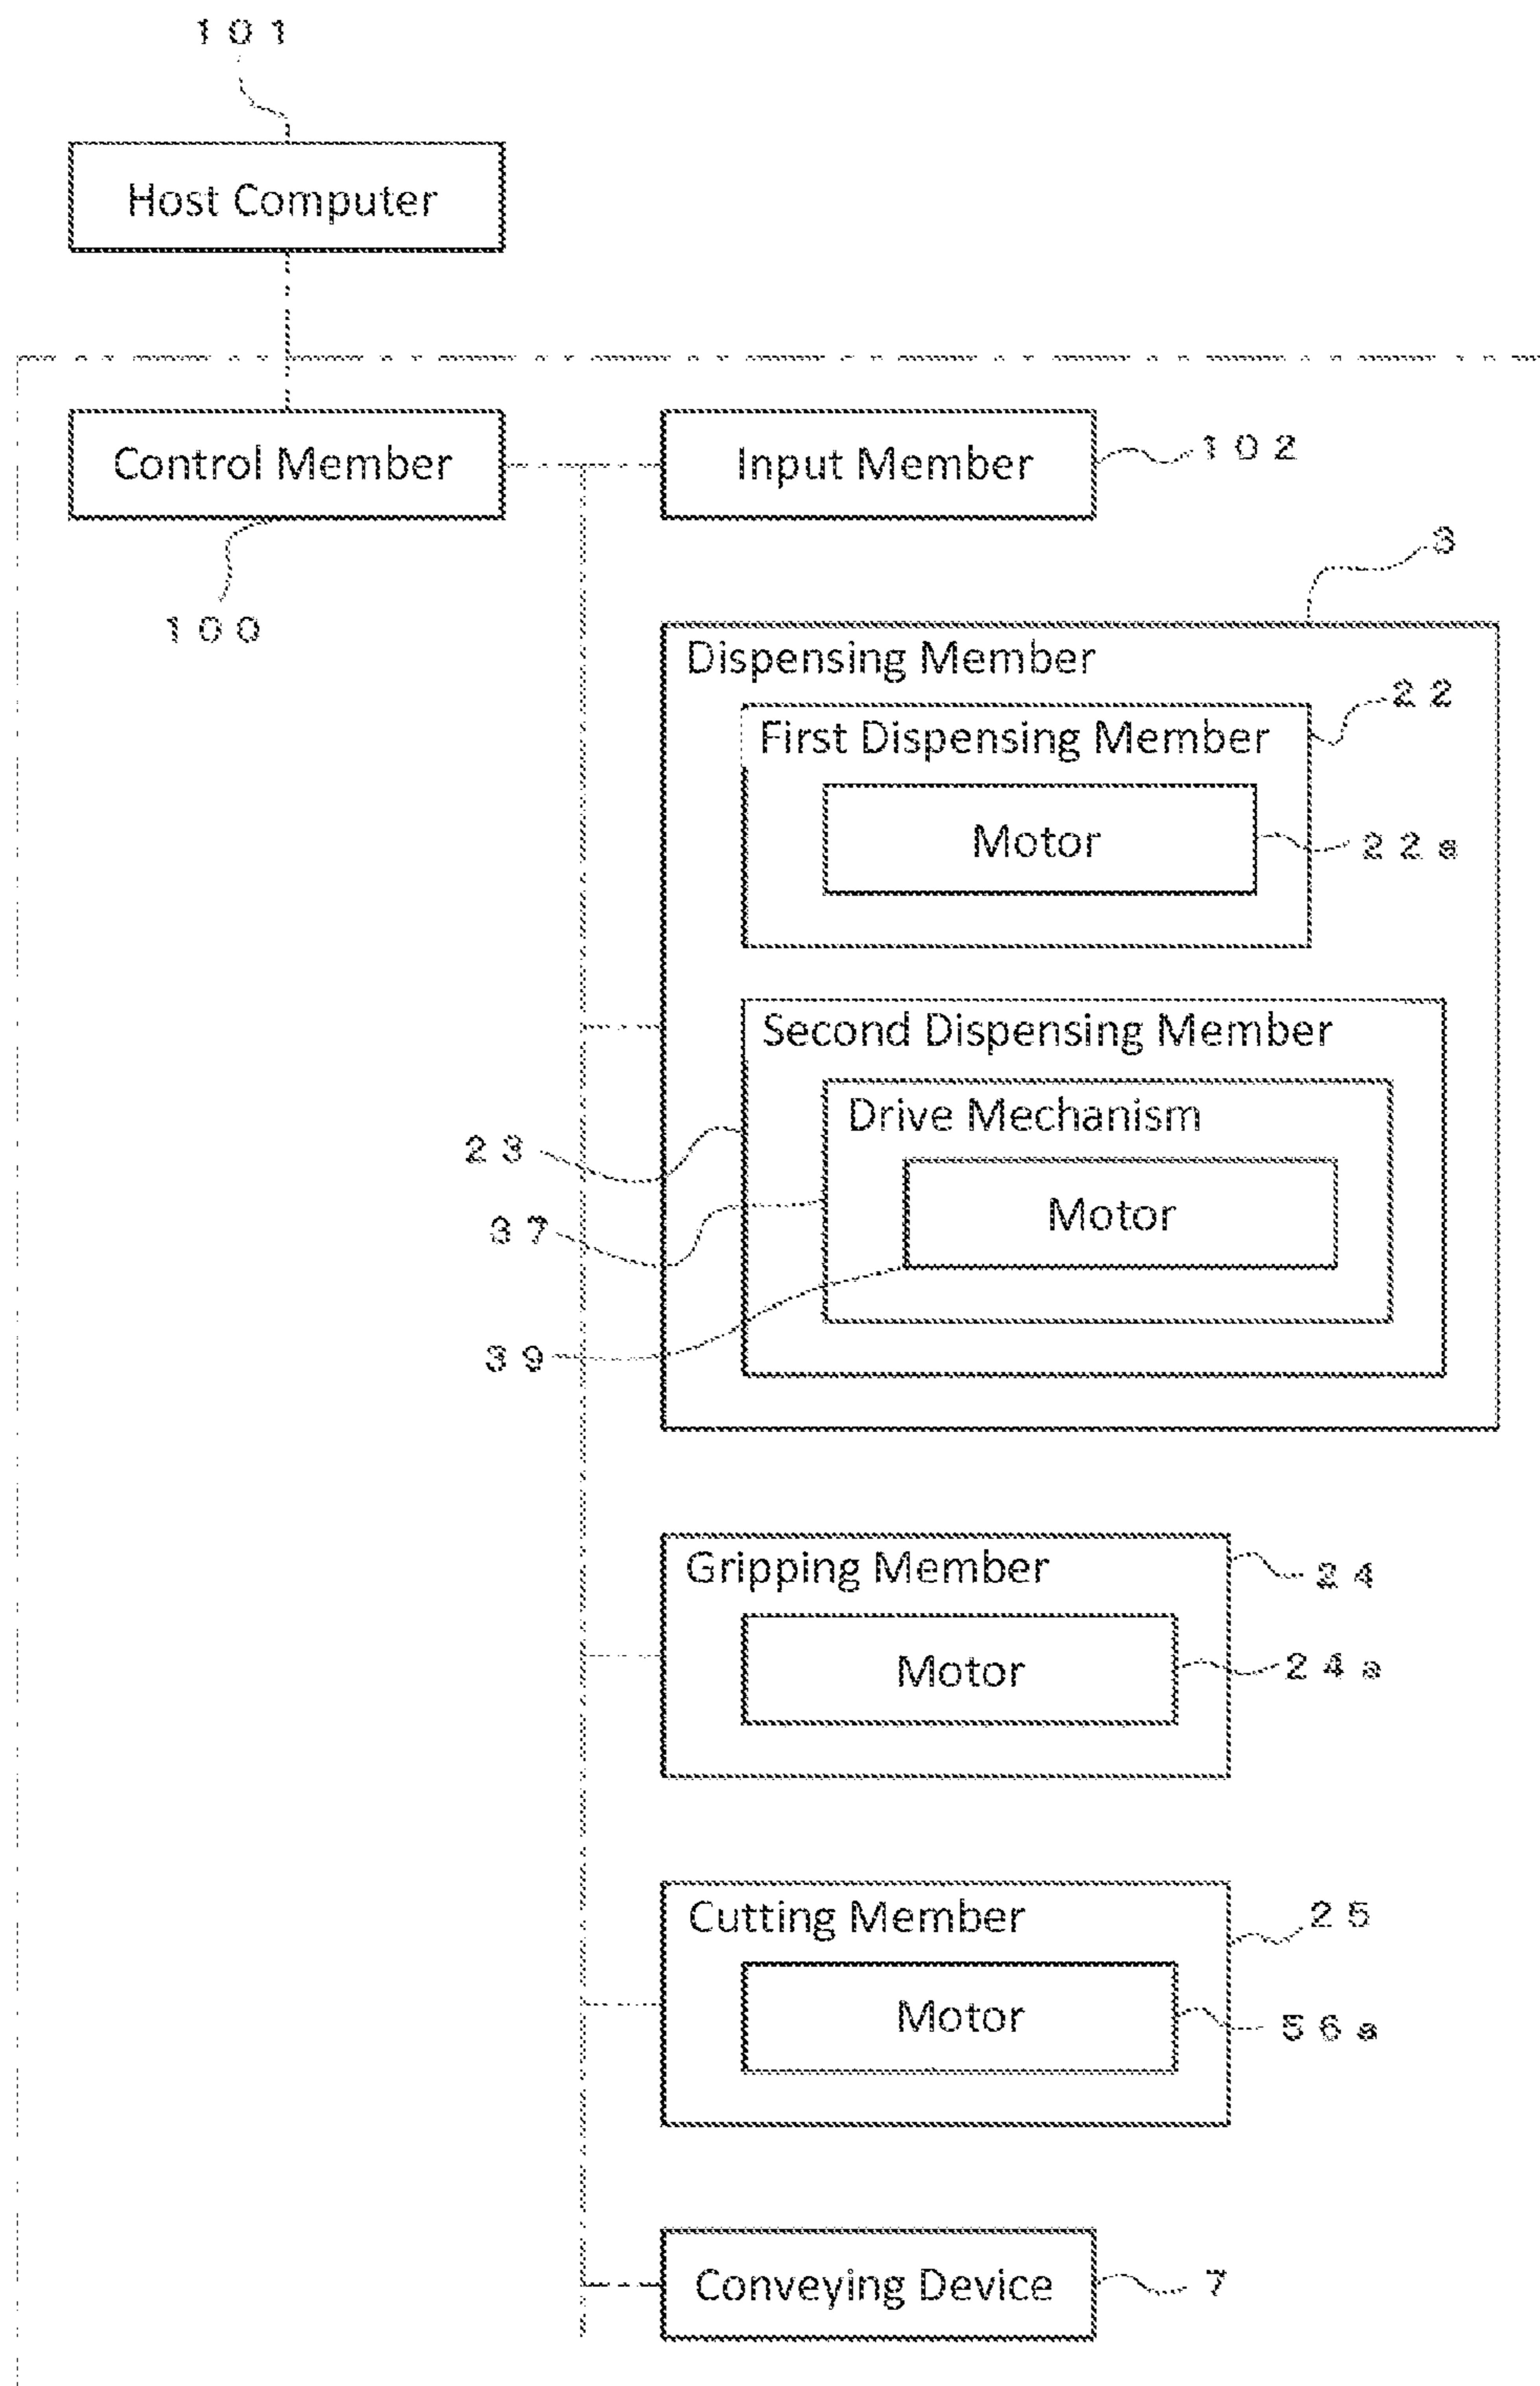 101
Host Computer
Control Member
Input Member
102
100
3
Dispensing Member
22
First Dispensing Member
Motor
22a
Second Dispensing Member
Drive Mechanism
23
Motor
37
39
Gripping Member
24
Motor
24a
Cutting Member
25
Motor
56a
Conveying Device
7